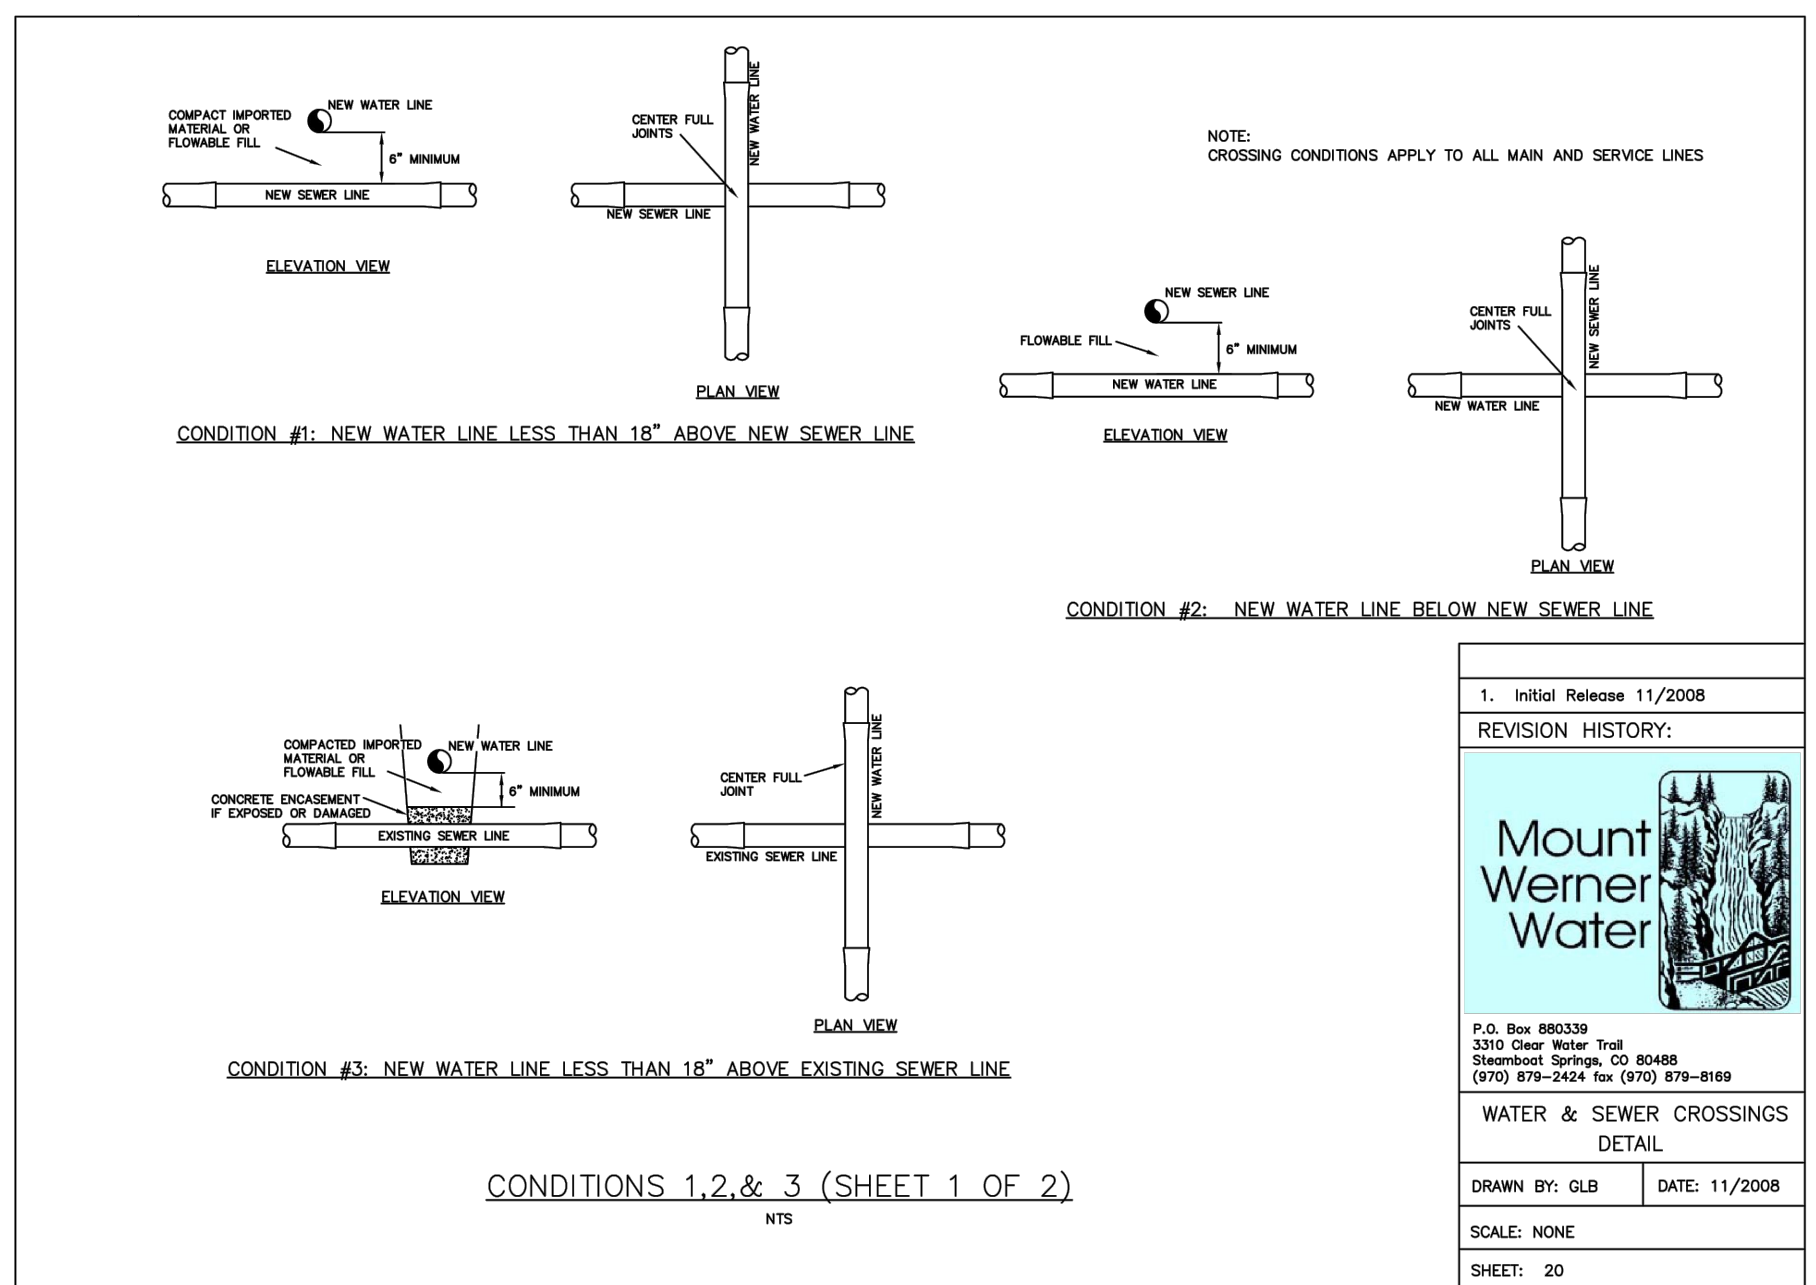 COMPACT IMPORTED
MATERIAL OR
FLOWABLE FILL
NEW WATER LINE
6" MINIMUM
NEW SEWER LINE
ELEVATION VIEW
CENTER FULL
JOINTS
NEW WATER LINE
NEW SEWER LINE
PLAN VIEW
CONDITION #1: NEW WATER LINE LESS THAN 18" ABOVE NEW SEWER LINE
NOTE:
CROSSING CONDITIONS APPLY TO ALL MAIN AND SERVICE LINES
NEW SEWER LINE
FLOWABLE FILL
6" MINIMUM
NEW WATER LINE
ELEVATION VIEW
CENTER FULL
JOINTS
NEW SEWER LINE
NEW WATER LINE
PLAN VIEW
CONDITION #2: NEW WATER LINE BELOW NEW SEWER LINE
COMPACTED IMPORTED
MATERIAL OR
FLOWABLE FILL
NEW WATER LINE
6" MINIMUM
CONCRETE ENCASEMENT
IF EXPOSED OR DAMAGED
EXISTING SEWER LINE
ELEVATION VIEW
CENTER FULL
JOINT
NEW WATER LINE
EXISTING SEWER LINE
PLAN VIEW
CONDITION #3: NEW WATER LINE LESS THAN 18" ABOVE EXISTING SEWER LINE
CONDITIONS 1,2,& 3 (SHEET 1 OF 2)
NTS
1. Initial Release 11/2008
REVISION HISTORY:
Mount
Werner
Water
P.O. Box 880339
3310 Clear Water Trail
Steamboat Springs, CO 80488
(970) 879-2424 fax (970) 879-8169
WATER & SEWER CROSSINGS
DETAIL
DRAWN BY: GLB
DATE: 11/2008
SCALE: NONE
SHEET: 20